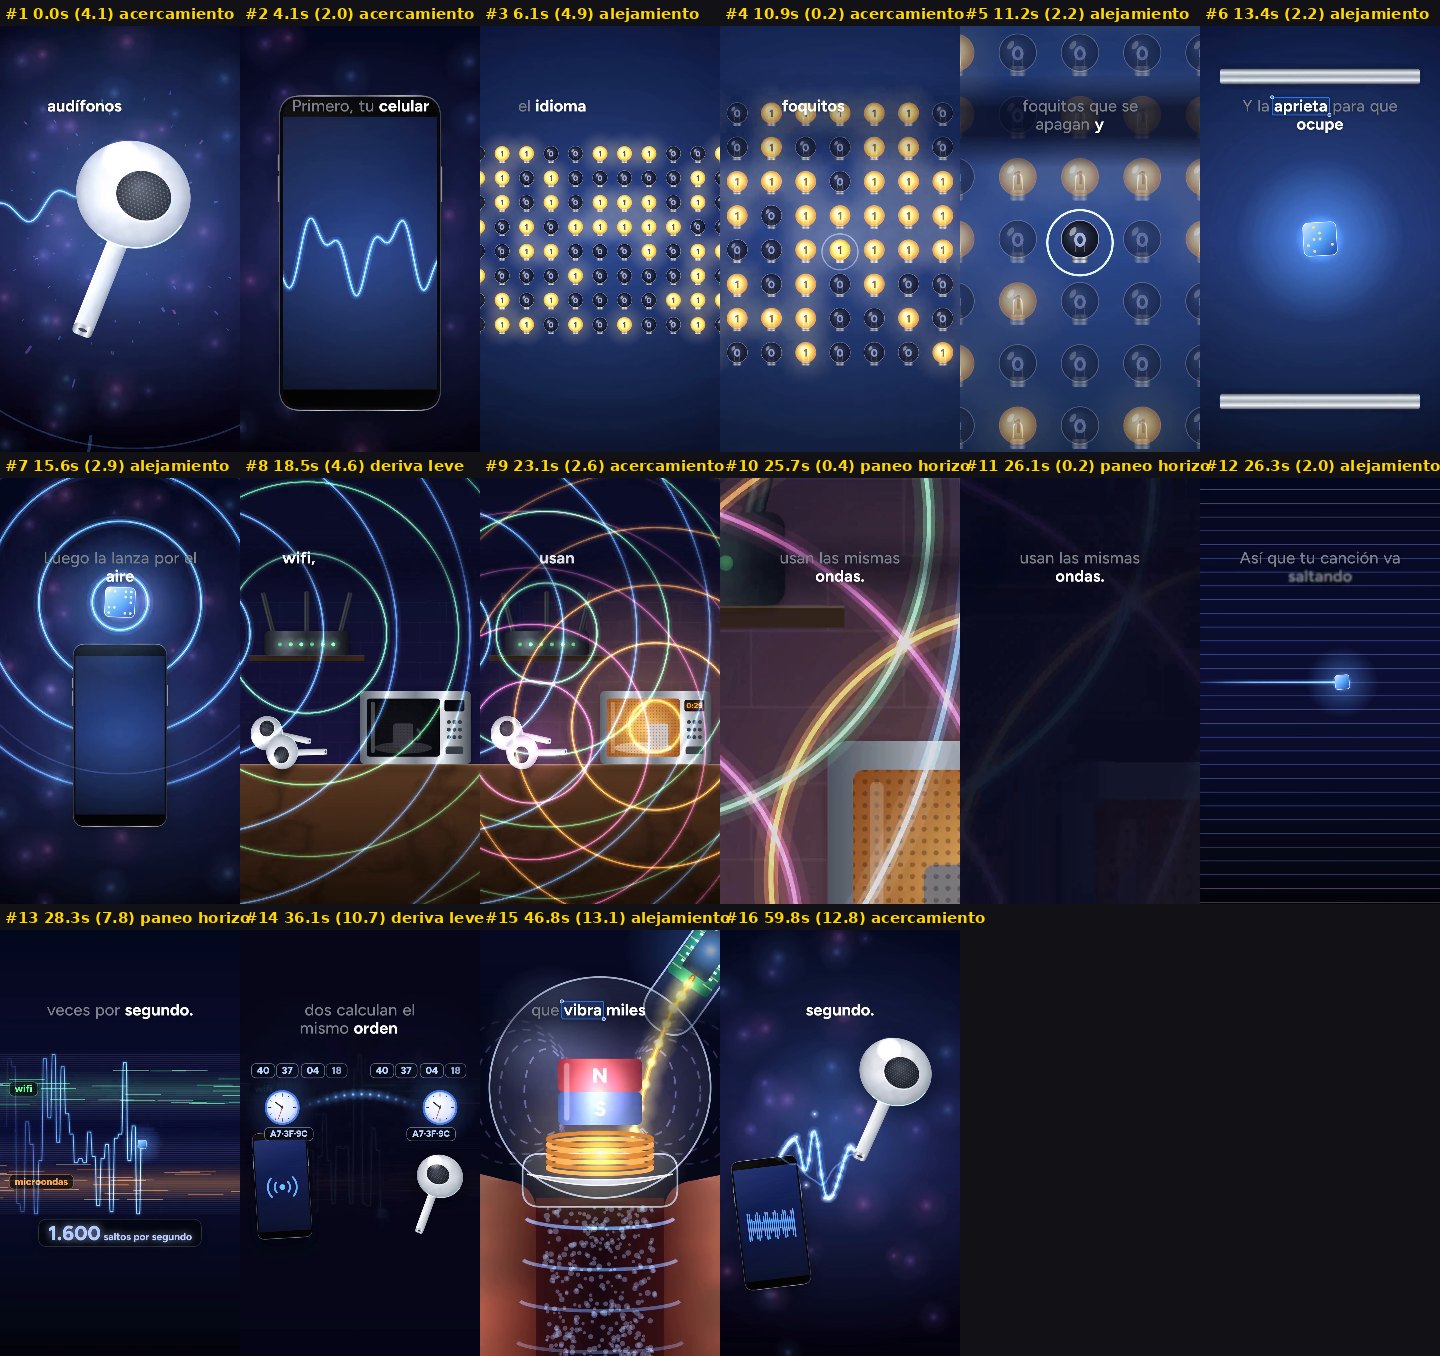 #1 0.0s (4.1) acercamiento
#2 4.1s (2.0) acercamiento
#3 6.1s (4.9) alejamiento
#4 10.9s (0.2) acercamiento
#5 11.2s (2.2) alejamiento
#6 13.4s (2.2) alejamiento
audífonos
Primero, tu celular
el idioma
foquitos
foquitos que se
apagan y
Y la aprieta para que
ocupe
1 1 0 0 1 1 1 0 0
#7 15.6s (2.9) alejamiento
#8 18.5s (4.6) deriva leve
#9 23.1s (2.6) acercamiento
#10 25.7s (0.4) paneo horizo
#11 26.1s (0.2) paneo horizo
#12 26.3s (2.0) alejamiento
Luego la lanza por el
aire
wifi,
usan
usan las mismas
ondas.
usan las mismas
ondas.
Así que tu canción va
saltando
#13 28.3s (7.8) paneo horizo
#14 36.1s (10.7) deriva leve
#15 46.8s (13.1) alejamiento
#16 59.8s (12.8) acercamiento
veces por segundo.
wifi
microondas
1.600 saltos por segundo
dos calculan el
mismo orden
40 37 04 18
40 37 04 18
A7-3F-9C
A7-3F-9C
que vibra miles
N
S
segundo.